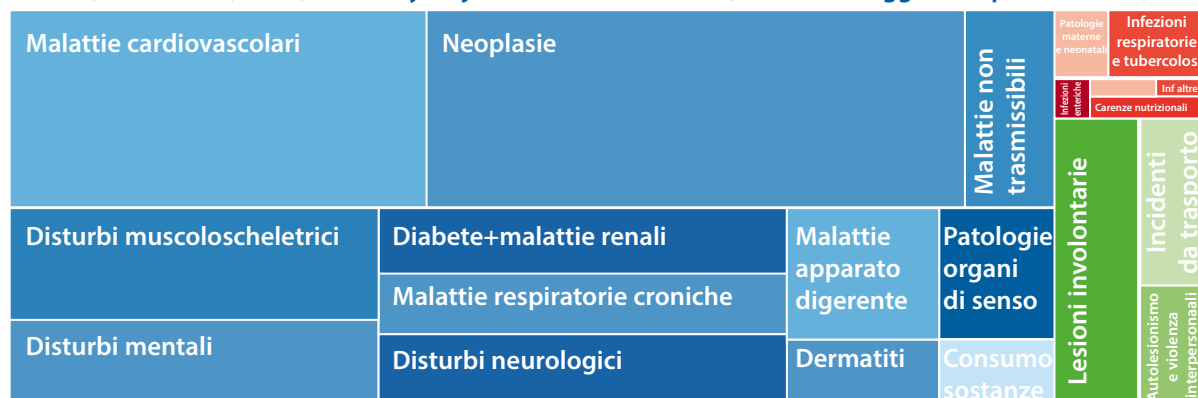 Malattie cardiovascolari
Neoplasie
Malattie non
trasmissibili
Patologie
materne
e neonatali
Infezioni
respiratorie
e tubercolos
Infezioni
enteriche
Inf altre
Carenze nutrizionali
Disturbi muscoloscheletrici
Disturbi mentali
Diabete+malattie renali
Malattie respiratorie croniche
Disturbi neurologici
Malattie
apparato
digerente
Dermatiti
Patologie
organi
di senso
Consumo
sostanze
Lesioni involontarie
Incidenti
da trasporto
Autolesionismo
e violenza
interpersonaali